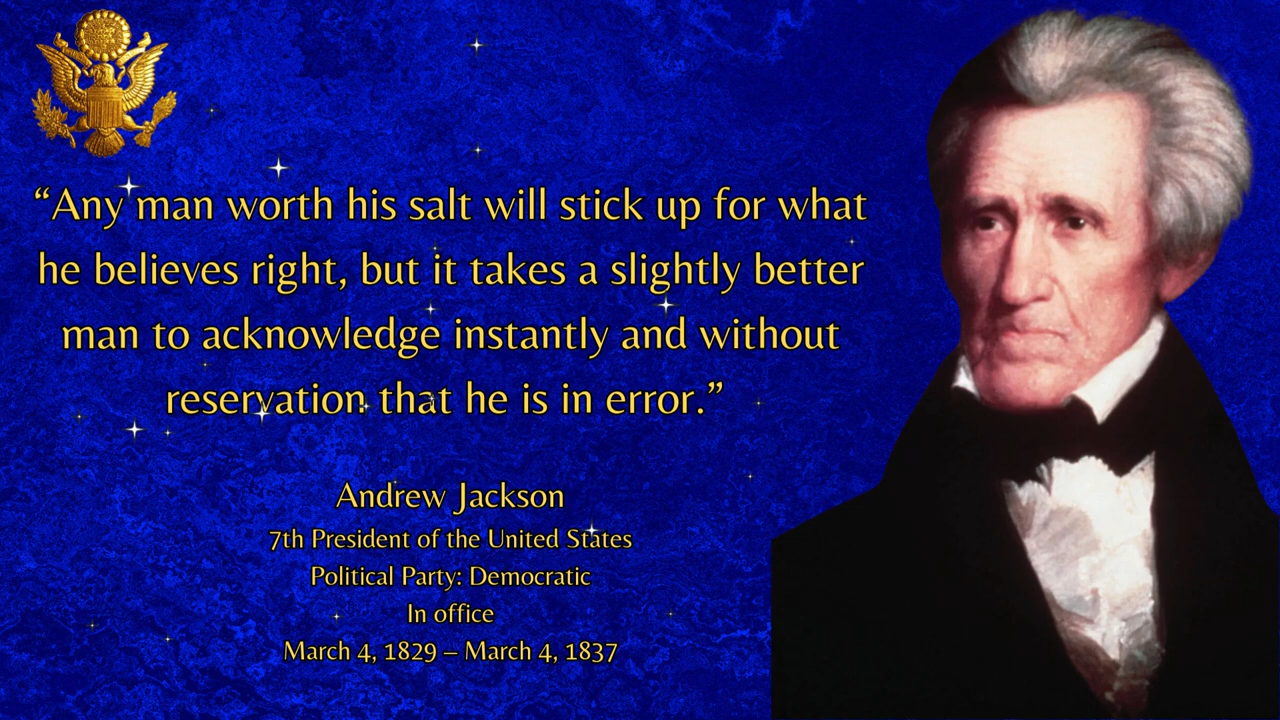 “Any man worth his salt will stick up for what
he believes right, but it takes a slightly better
man to acknowledge instantly and without
reservation that he is in error.”
Andrew Jackson
7th President of the United States
Political Party: Democratic
In office
March 4, 1829 – March 4, 1837